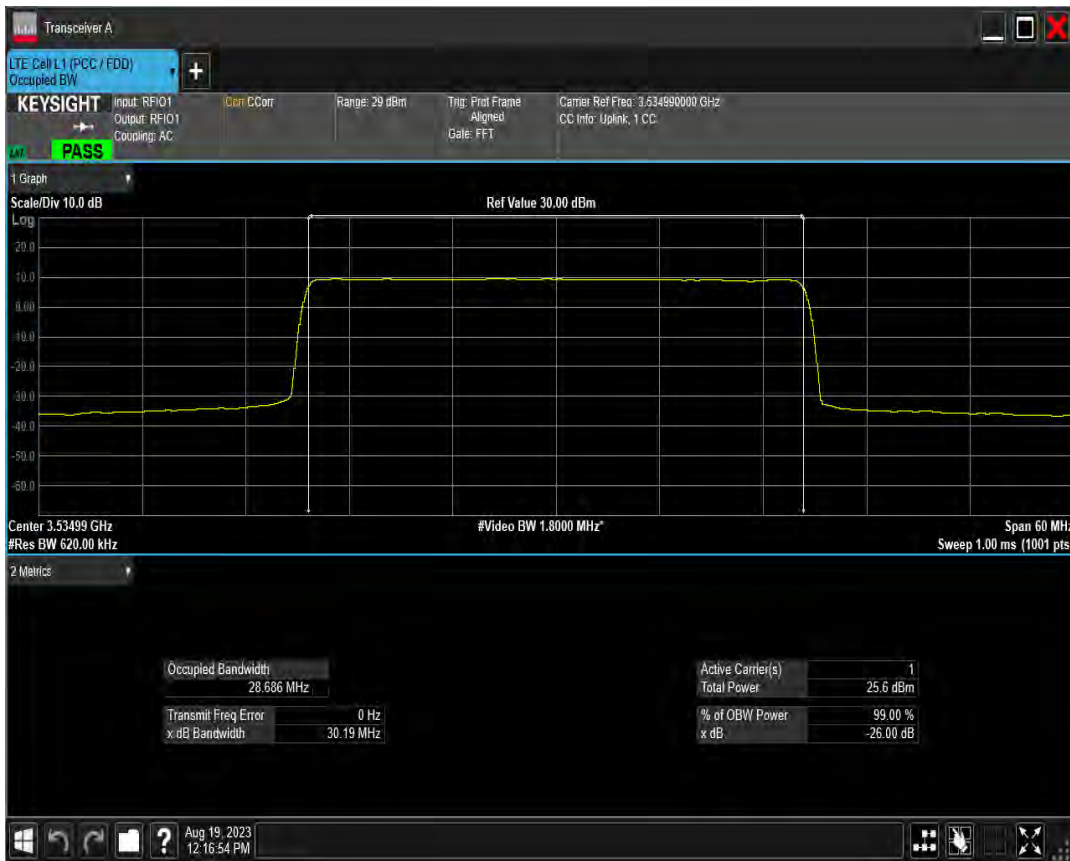 Transceiver A
LTE Cell L1 (PCC / FDD)
Occupied BW
+
KEYSIGHT
Input: RFIO1
Output: RFIO1
Coupling: AC
Corr CCorr
Range: 29 dBm
Trig: Prot Frame
Aligned
Gate: FFT
Carrier Ref Freq: 3.534990000 GHz
CC Info: Uplink, 1 CC
PASS
1 Graph
Scale/Div 10.0 dB
Ref Value 30.00 dBm
Log
20.0
10.0
0.00
-10.0
-20.0
-30.0
-40.0
-50.0
-60.0
Center 3.53499 GHz
#Video BW 1.8000 MHz*
Span 60 MHz
#Res BW 620.00 kHz
Sweep 1.00 ms (1001 pts
2 Metrics
Occupied Bandwidth
28.686 MHz
Transmit Freq Error 0 Hz
x dB Bandwidth 30.19 MHz
Active Carrier(s) 1
Total Power 25.6 dBm
% of OBW Power 99.00 %
x dB -26.00 dB
?
Aug 19, 2023
12:16:54 PM